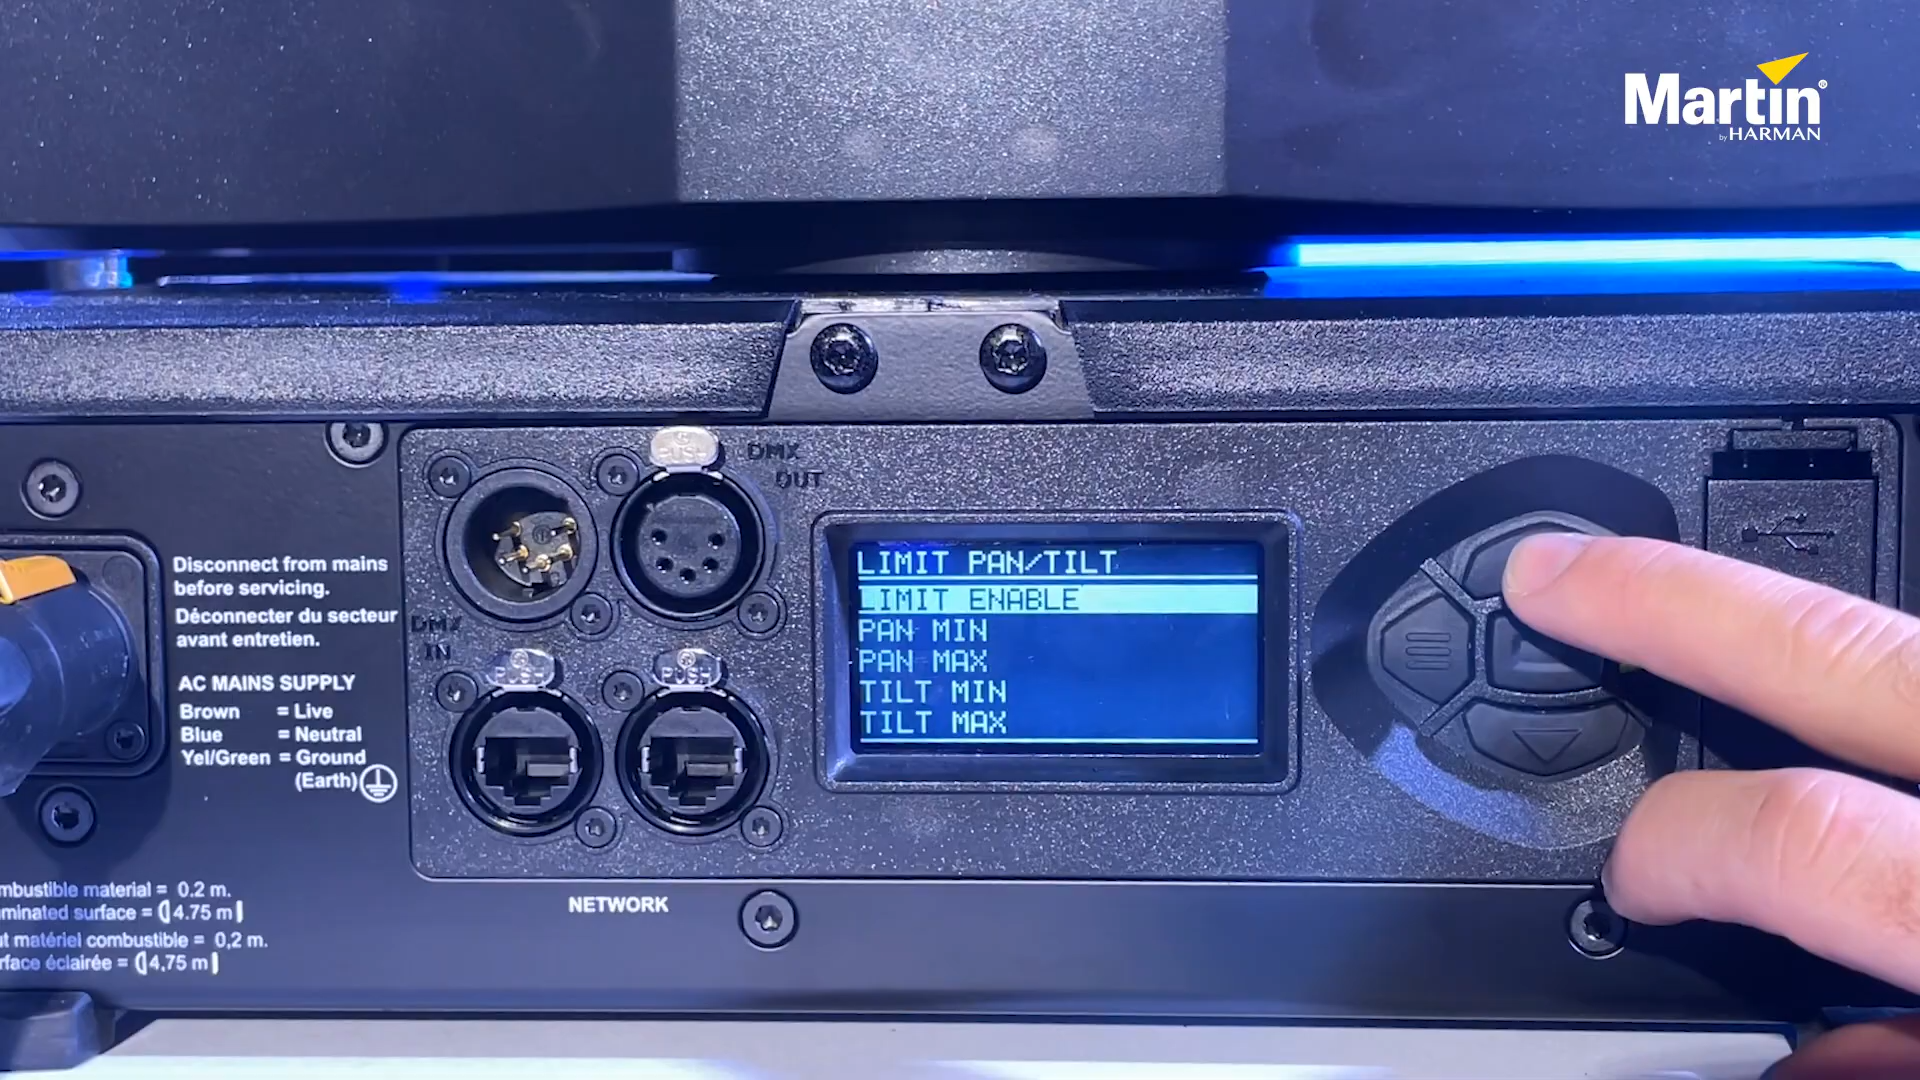 Martin®
by HARMAN
PUSH
DMX
OUT
Disconnect from mains
before servicing.
Déconnecter du secteur
avant entretien.
AC MAINS SUPPLY
Brown = Live
Blue = Neutral
Yel/Green = Ground
(Earth)
DMX
IN
PUSH
PUSH
LIMIT PAN/TILT
LIMIT ENABLE
PAN MIN
PAN MAX
TILT MIN
TILT MAX
NETWORK
material = 0.2 m.
surface = 4.75 m
matériel combustible = 0,2 m.
éclairée = 4,75 m